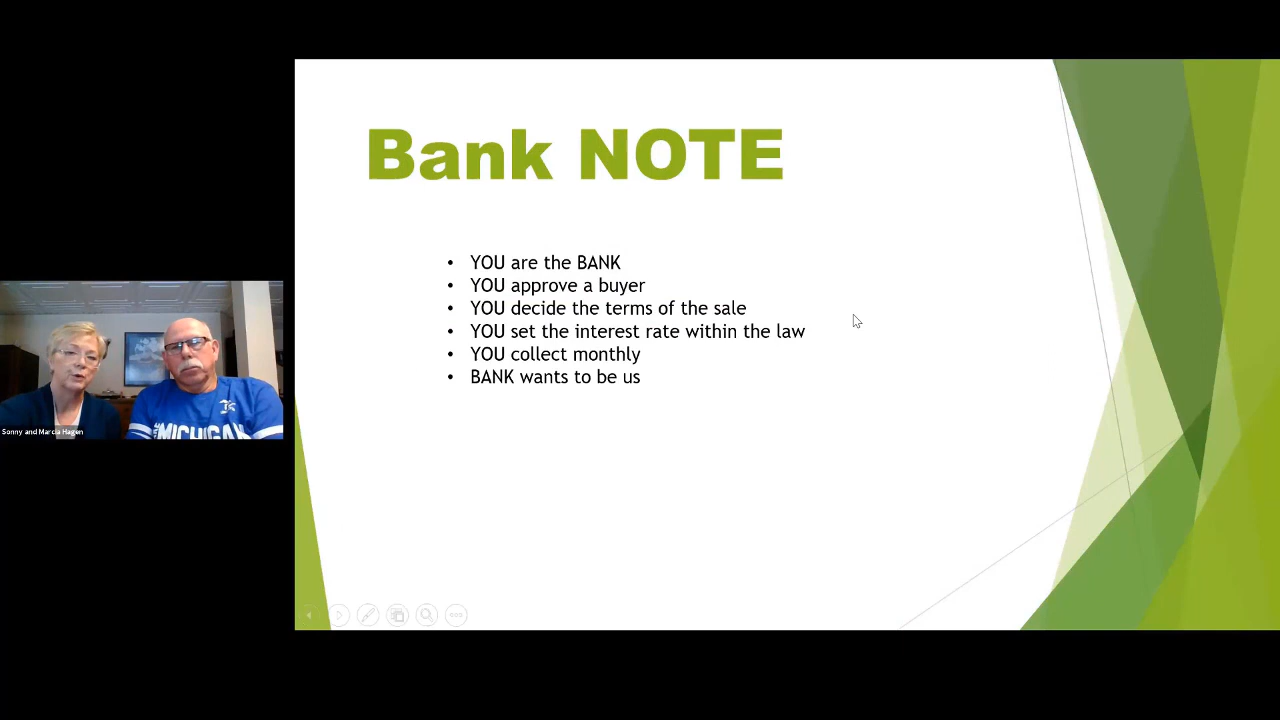 Bank NOTE
• YOU are the BANK
• YOU approve a buyer
• YOU decide the terms of the sale
• YOU set the interest rate within the law
• YOU collect monthly
• BANK wants to be us
MICHIGAN
Sonny and Marcia Hagen